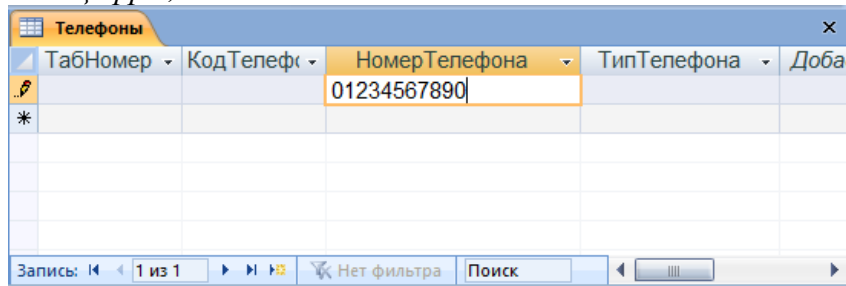 Телефоны
ТабНомер КодТелефо НомерТелефона ТипТелефона Доба
01234567890
Запись: 1 из 1 Нет фильтра Поиск